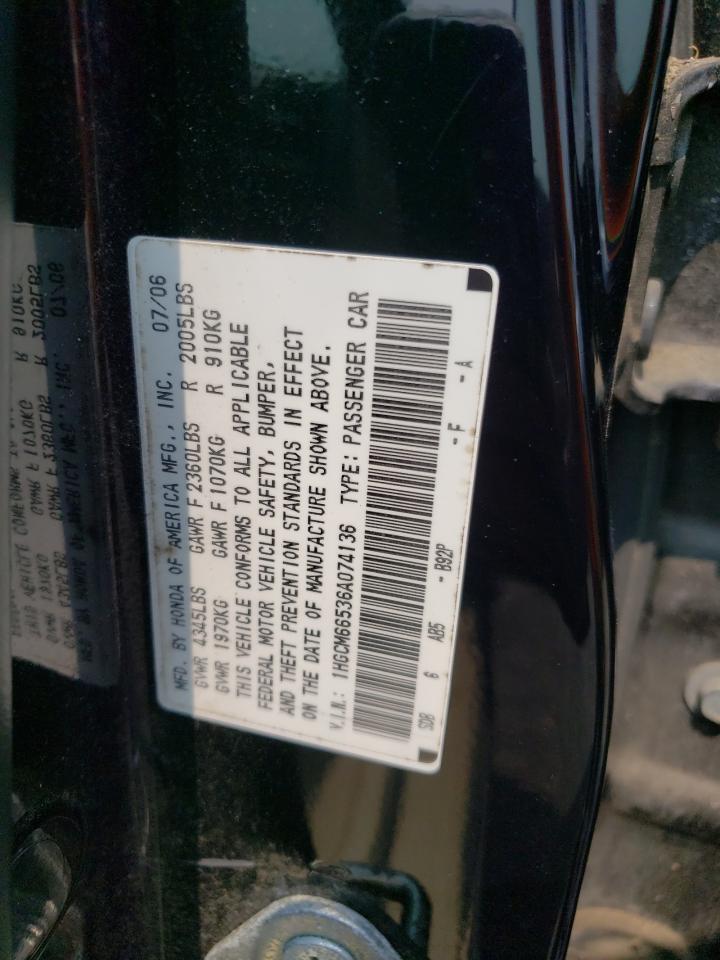 MFD. BY HONDA OF AMERICA MFG., INC. 07/06
GVWR 4345LBS GAWR F 2360LBS R 2005LBS
GVWR 1970KG GAWR F 1070KG R 910KG
THIS VEHICLE CONFORMS TO ALL APPLICABLE
FEDERAL MOTOR VEHICLE SAFETY, BUMPER,
AND THEFT PREVENTION STANDARDS IN EFFECT
ON THE DATE OF MANUFACTURE SHOWN ABOVE.
V.I.N.: 1HGCM66536A074136 TYPE: PASSENGER CAR
SDB 6 AB5- B92P - F - A